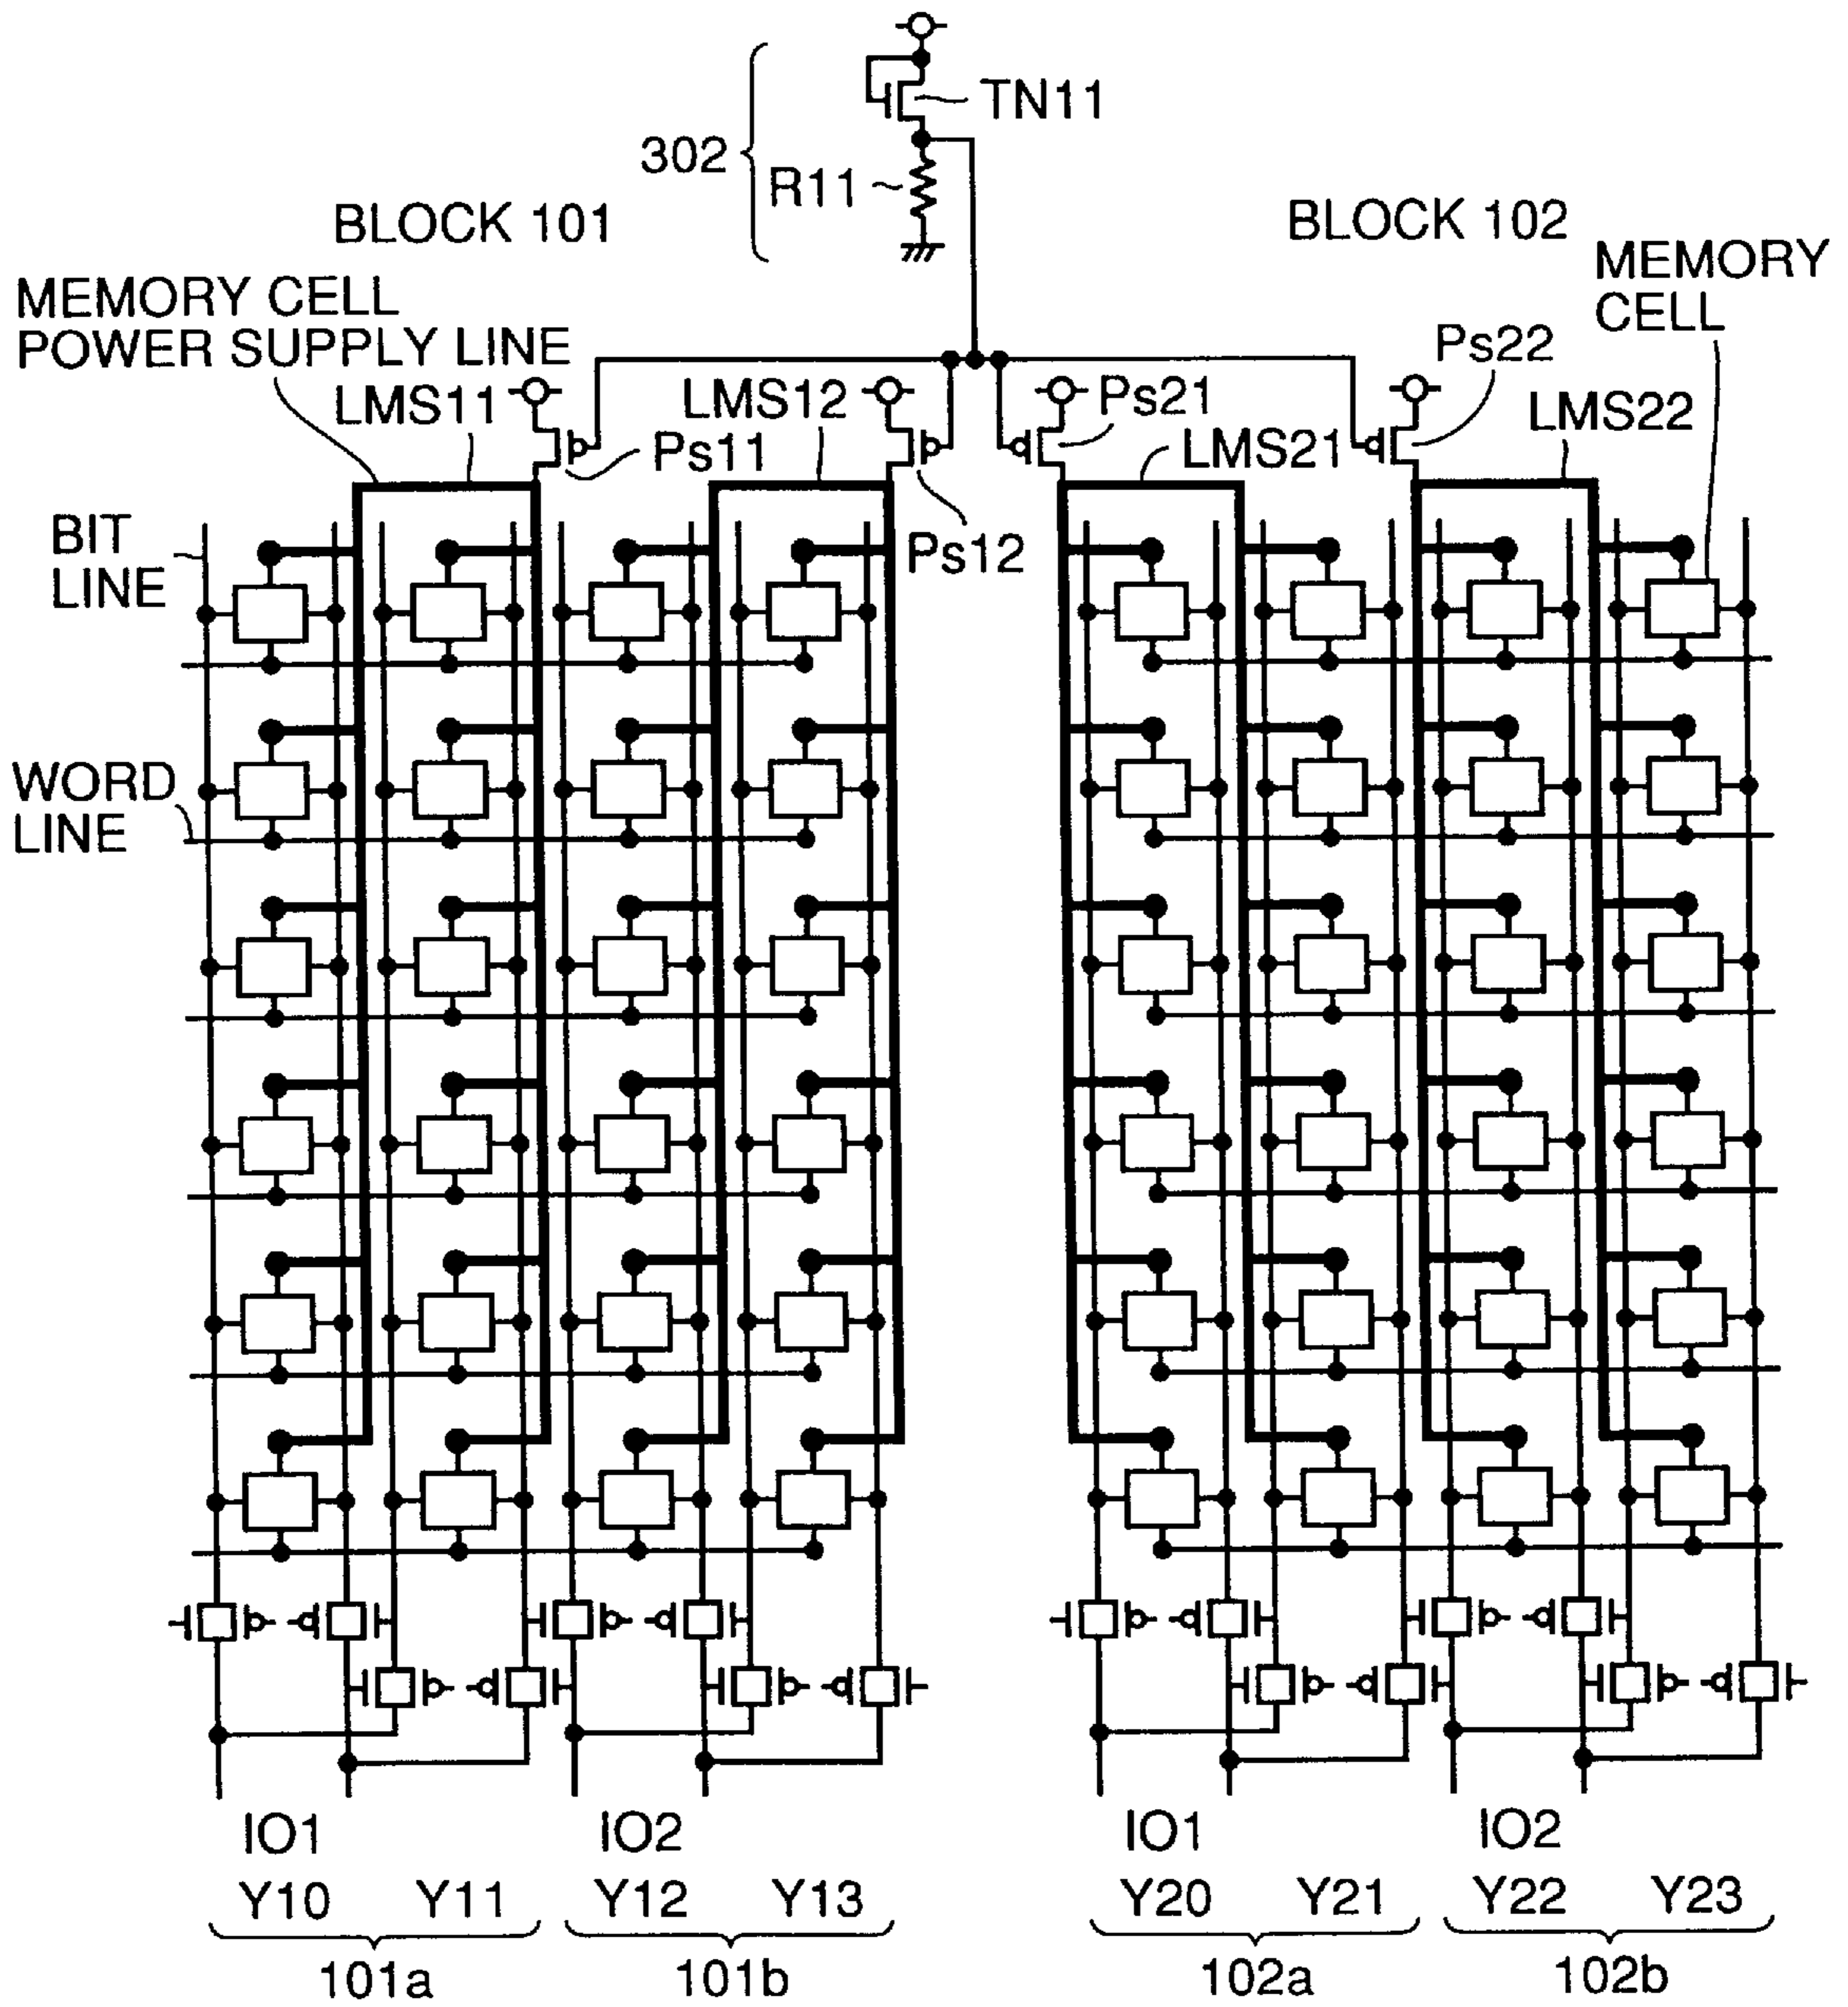 TN11
302
R11
BLOCK 101
BLOCK 102
MEMORY CELL
POWER SUPPLY LINE
MEMORY
CELL
LMS11
LMS12
Ps11
Ps12
Ps21
Ps22
LMS21
LMS22
BIT
LINE
WORD
LINE
IO1
IO2
IO1
IO2
Y10 Y11 Y12 Y13 Y20 Y21 Y22 Y23
101a 101b 102a 102b